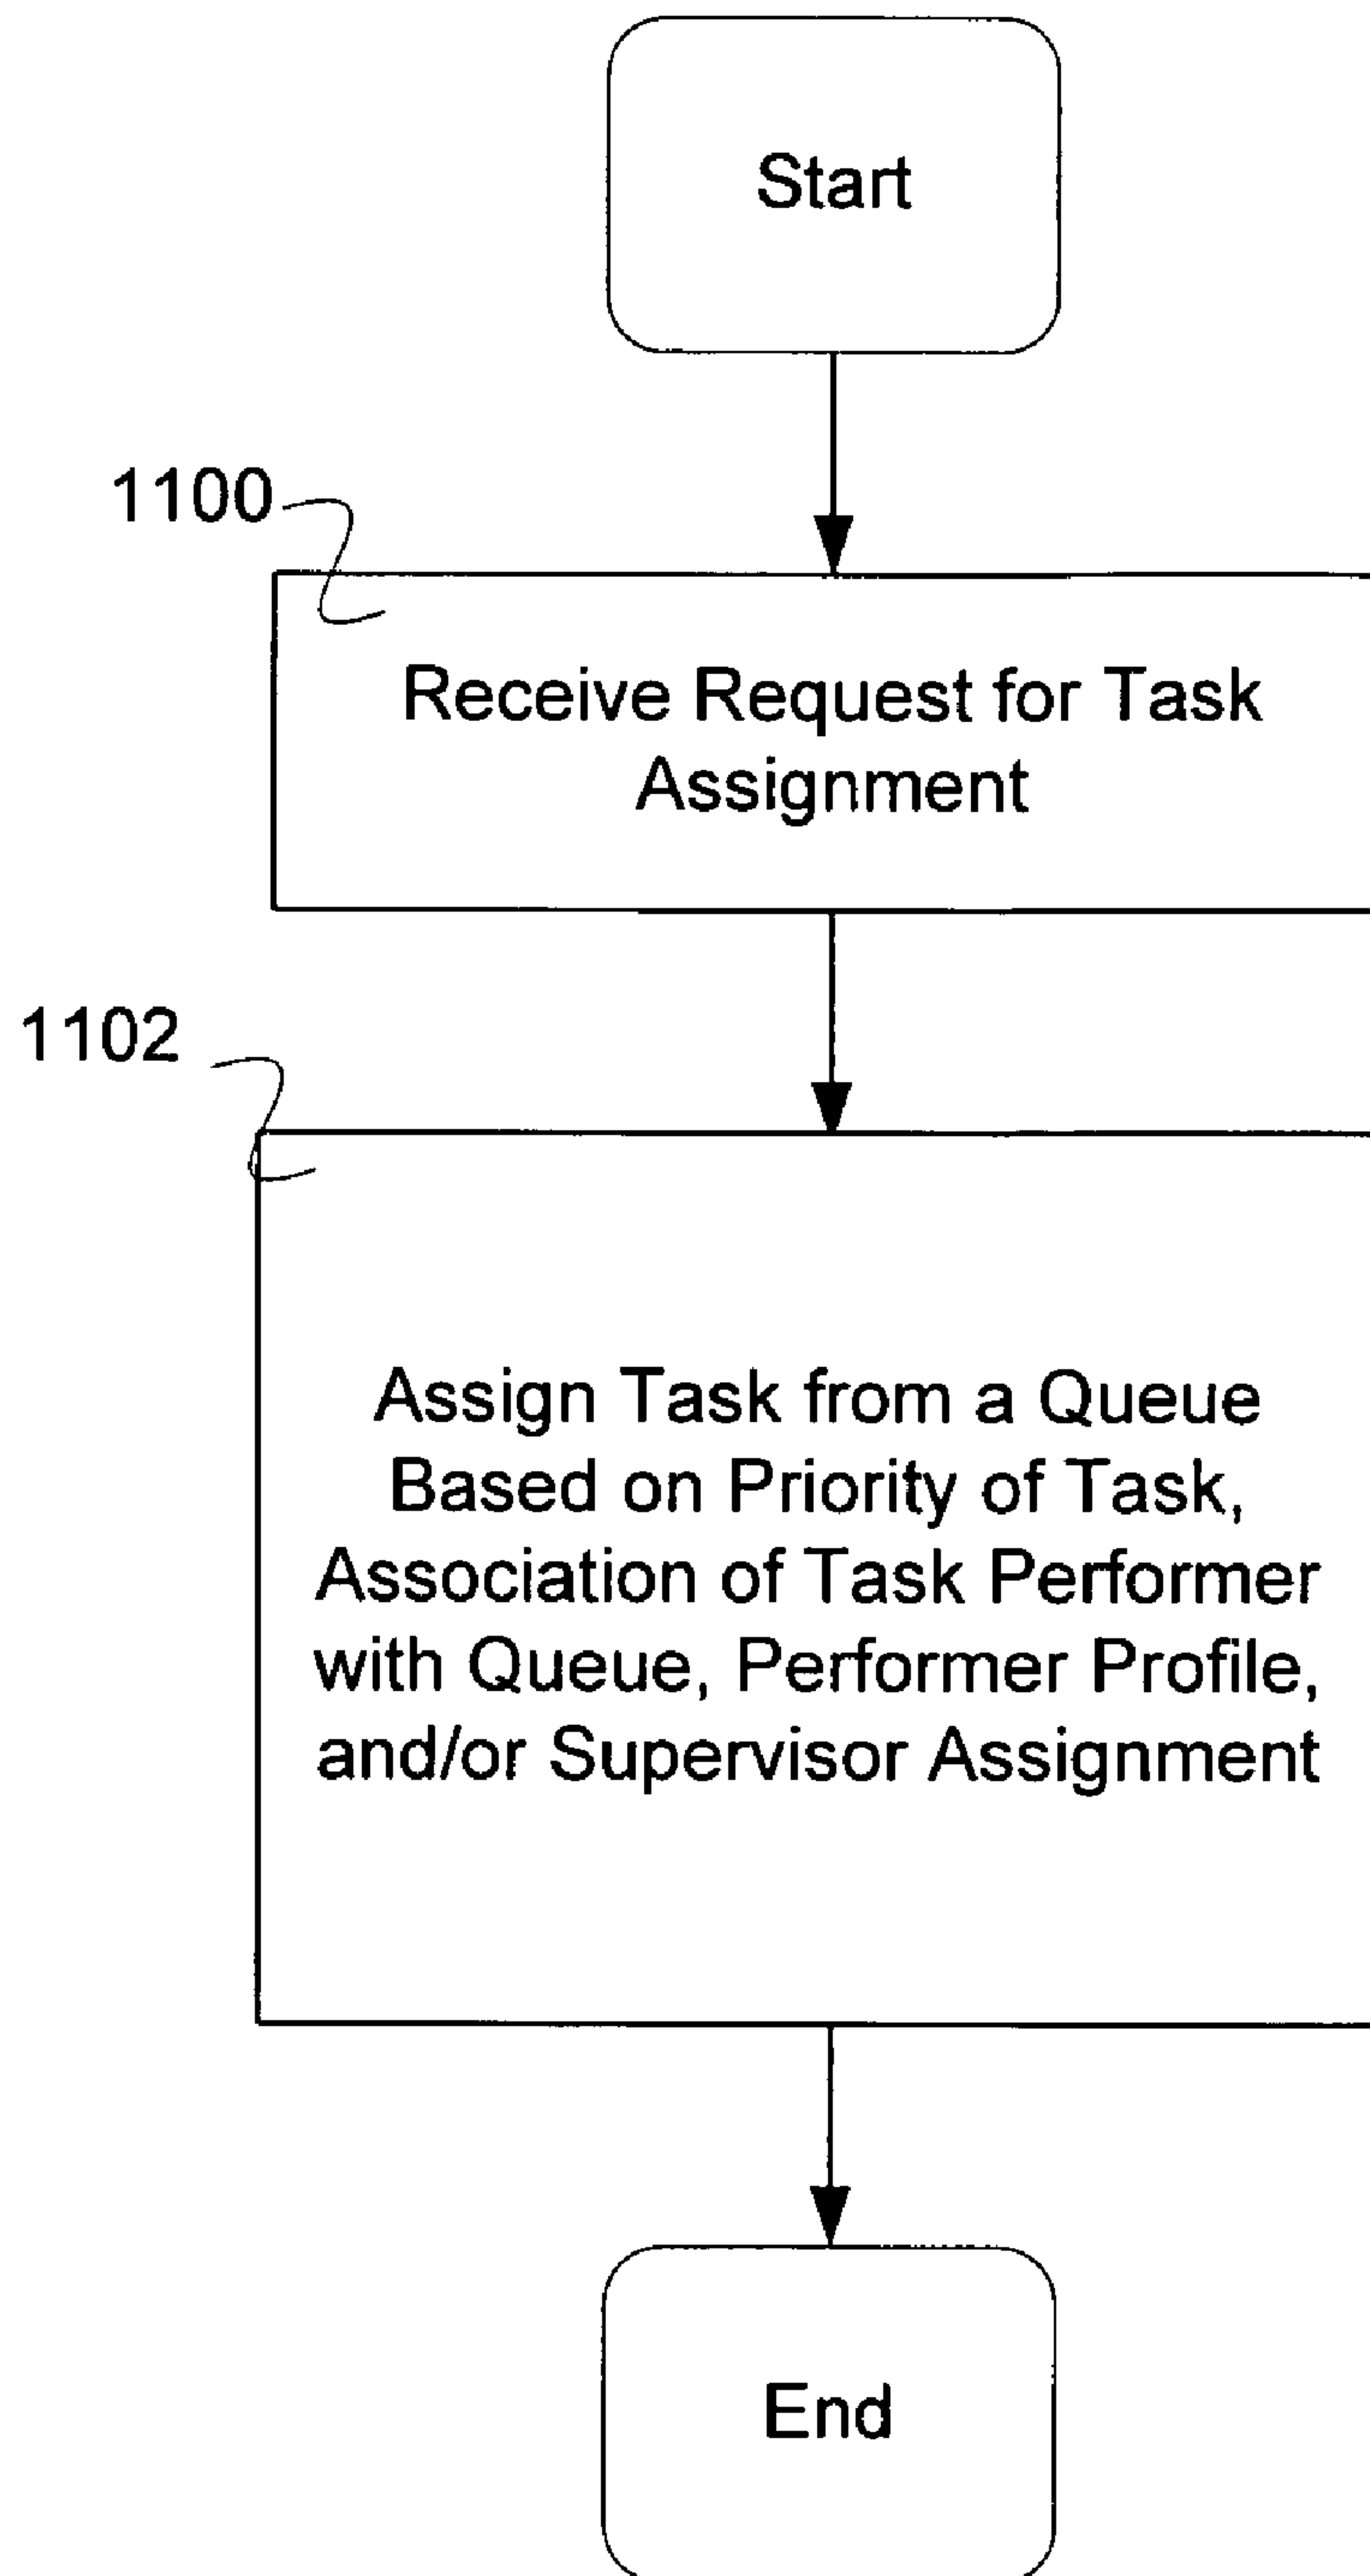 Start
1100
Receive Request for Task
Assignment
1102
Assign Task from a Queue
Based on Priority of Task,
Association of Task Performer
with Queue, Performer Profile,
and/or Supervisor Assignment
End